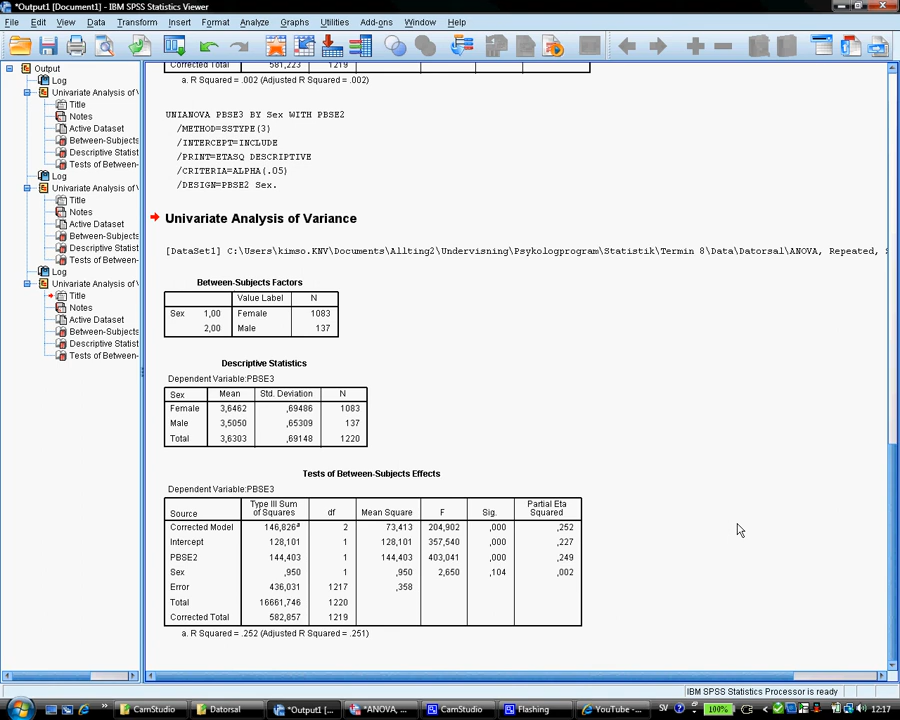 *Output1 [Document1] - IBM SPSS Statistics Viewer
File Edit View Data Transform Insert Format Analyze Graphs Utilities Add-ons Window Help
Output
Log
Univariate Analysis of V
Title
Notes
Active Dataset
Between-Subjects
Descriptive Statist
Tests of Between-
Log
Univariate Analysis of V
Title
Notes
Active Dataset
Between-Subjects
Descriptive Statist
Tests of Between-
Log
Univariate Analysis of V
Title
Notes
Active Dataset
Between-Subjects
Descriptive Statist
Tests of Between-
Corrected Total 581,223 1219
a. R Squared = .002 (Adjusted R Squared = .002)
UNIANOVA PBSE3 BY Sex WITH PBSE2
/METHOD=SSTYPE(3)
/INTERCEPT=INCLUDE
/PRINT=ETASQ DESCRIPTIVE
/CRITERIA=ALPHA(.05)
/DESIGN=PBSE2 Sex.
Univariate Analysis of Variance
[DataSet1] C:\Users\kimso.KNV\Documents\Allting2\Undervisning\Psykologprogram\Statistik\Termin 8\Data\Datorsal\ANOVA, Repeated,
Between-Subjects Factors
Value Label N
Sex 1,00 Female 1083
2,00 Male 137
Descriptive Statistics
Dependent Variable:PBSE3
Sex Mean Std. Deviation N
Female 3,6462 ,69486 1083
Male 3,5050 ,65309 137
Total 3,6303 ,69148 1220
Tests of Between-Subjects Effects
Dependent Variable:PBSE3
Source Type III Sum of Squares df Mean Square F Sig. Partial Eta Squared
Corrected Model 146,826a 2 73,413 204,902 ,000 ,252
Intercept 128,101 1 128,101 357,540 ,000 ,227
PBSE2 144,403 1 144,403 403,041 ,000 ,249
Sex ,950 1 ,950 2,650 ,104 ,002
Error 436,031 1217 ,358
Total 16661,746 1220
Corrected Total 582,857 1219
a. R Squared = .252 (Adjusted R Squared = .251)
IBM SPSS Statistics Processor is ready
CamStudio Datorsal *Output1 [... *ANOVA, ... CamStudio Flashing YouTube -... SV 100% 12:17